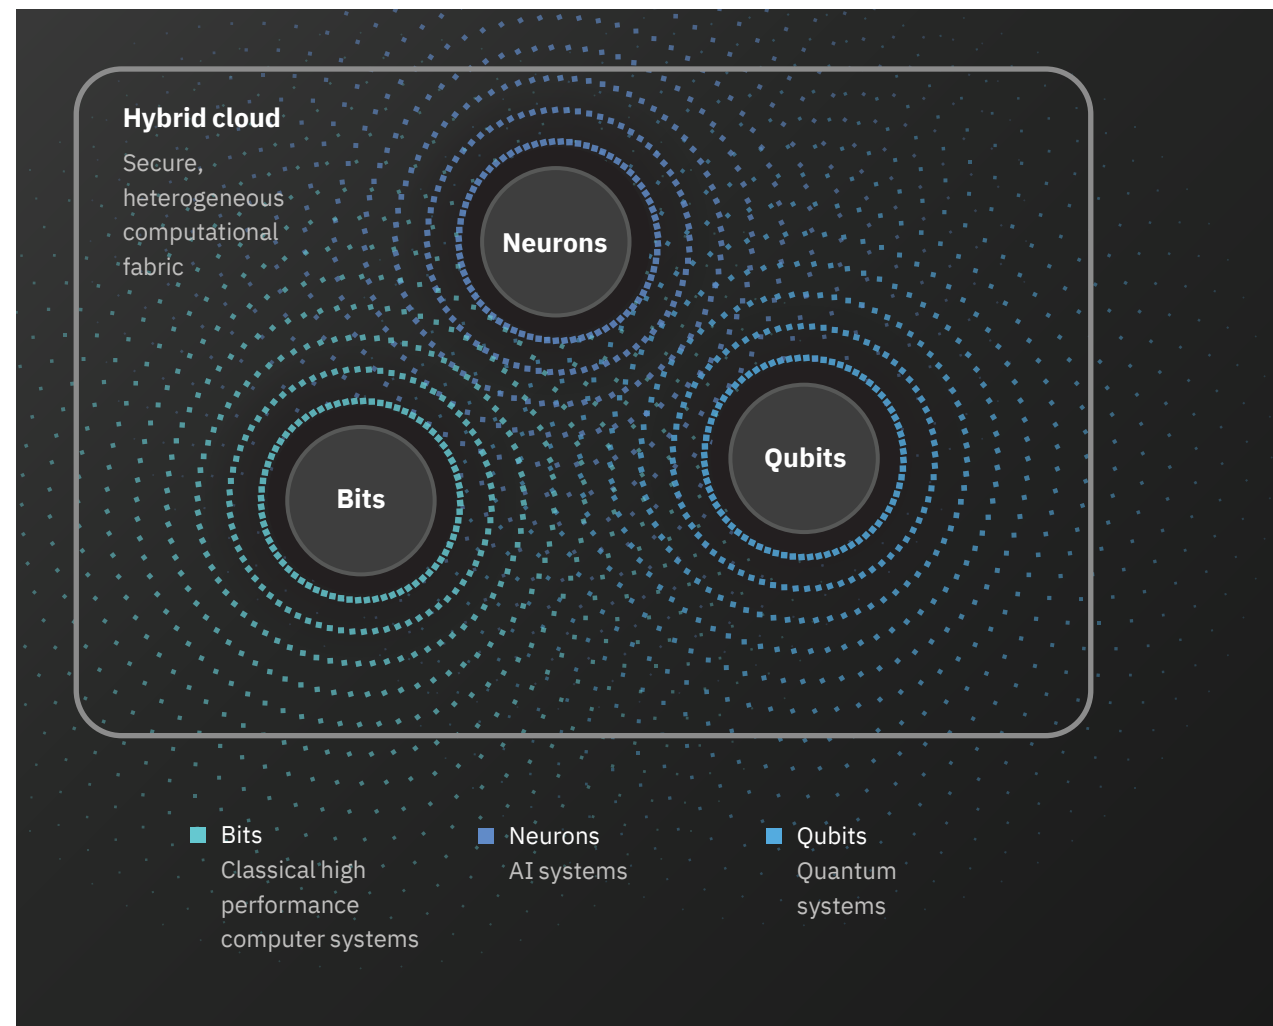 Hybrid cloud
Secure,
heterogeneous
computational
fabric
Neurons
Qubits
Bits
Bits
Classical high
performance
computer systems
Neurons
AI systems
Qubits
Quantum
systems